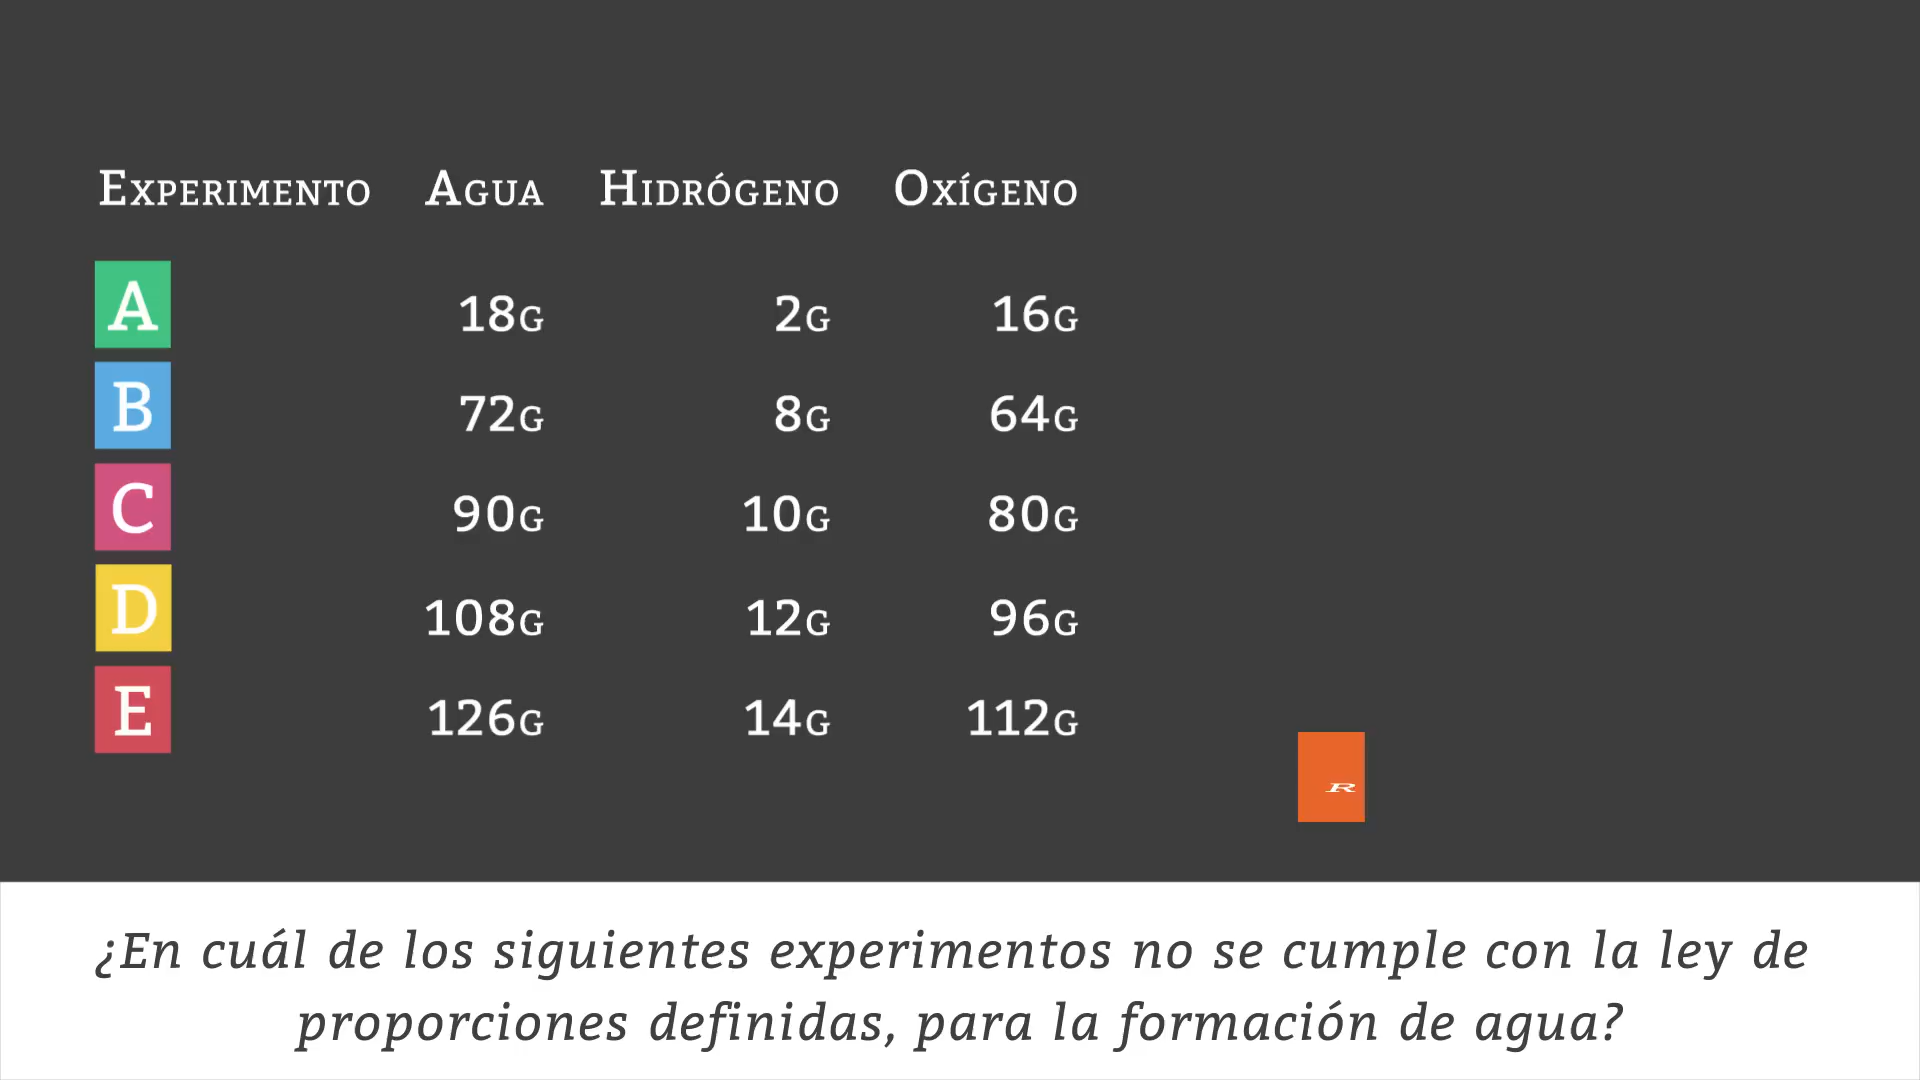 Experimento Agua Hidrógeno Oxígeno
A 18g 2g 16g
B 72g 8g 64g
C 90g 10g 80g
D 108g 12g 96g
E 126g 14g 112g
R
¿En cuál de los siguientes experimentos no se cumple con la ley de
proporciones definidas, para la formación de agua?